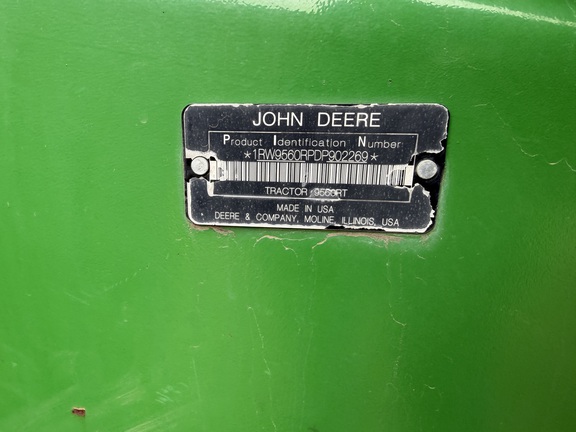 JOHN DEERE
Product Identification Number
*1RW9560RPDP902269*
TRACTOR 9560RT
MADE IN USA
DEERE & COMPANY, MOLINE, ILLINOIS, USA